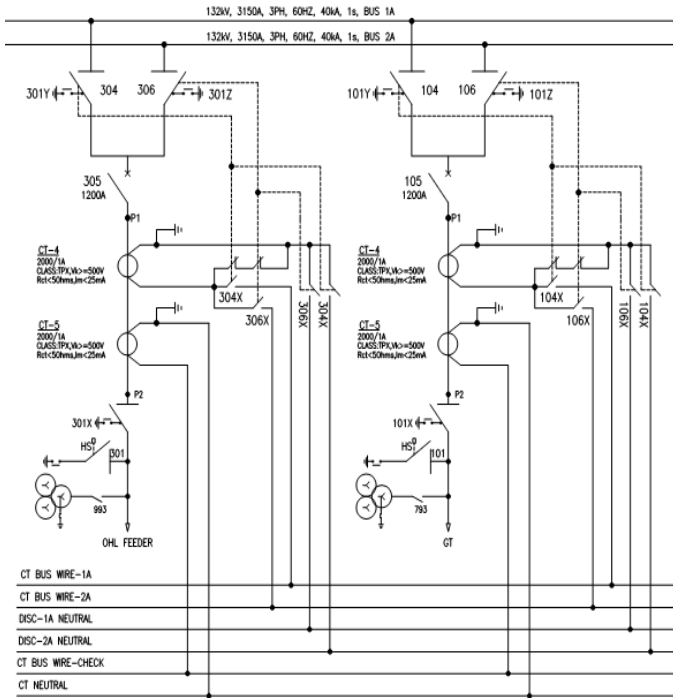 132kV, 3150A, 3PH, 60HZ, 40kA, 1s, BUS 1A
132kV, 3150A, 3PH, 60HZ, 40kA, 1s, BUS 2A
301Y 304 306 301Z 101Y 104 106 101Z
305 105
1200A 1200A
P1 P1
CT-4 CT-4
2000/1A 2000/1A
CLASS:TPX,Vk>=500V CLASS:TPX,Vk>=500V
Rct<5Ohms,Im<25mA Rct<5Ohms,Im<25mA
304X 306X 304X 104X 106X 104X
306X 106X
CT-5 CT-5
2000/1A 2000/1A
CLASS:TPX,Vk>=500V CLASS:TPX,Vk>=500V
Rct<5Ohms,Im<25mA Rct<5Ohms,Im<25mA
P2 P2
301X 101X
HS 301 HS 101
993 793
OHL FEEDER GT
CT BUS WIRE-1A
CT BUS WIRE-2A
DISC-1A NEUTRAL
DISC-2A NEUTRAL
CT BUS WIRE-CHECK
CT NEUTRAL